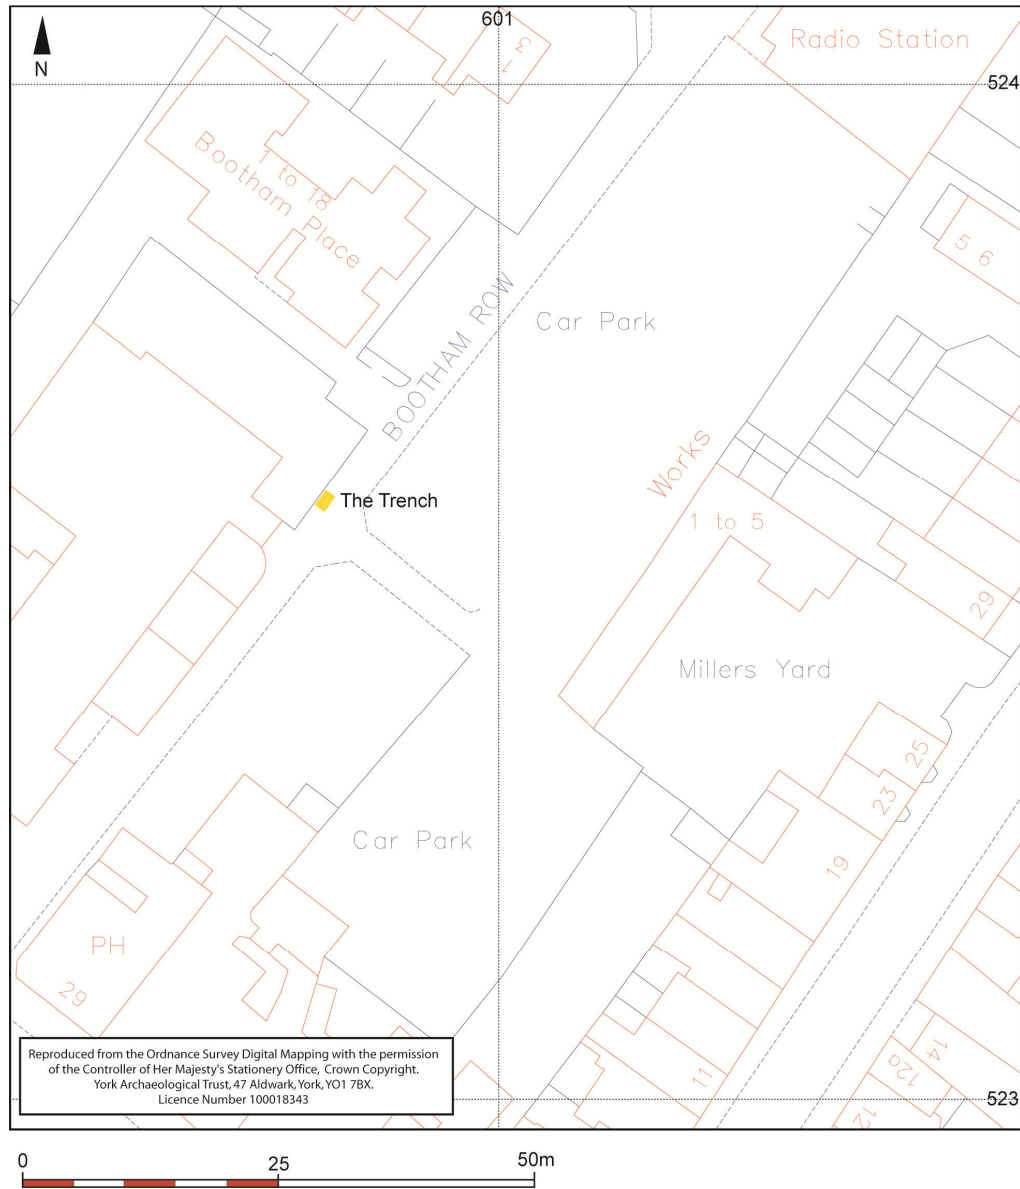 601
N
1-3
Radio Station
524
1 to 18
Bootham Place
5 6
BOOTHAM ROW
Car Park
Works
The Trench
1 to 5
29
Millers Yard
25
23
Car Park
19
PH
29
11
14
12a
12
Reproduced from the Ordnance Survey Digital Mapping with the permission
of the Controller of Her Majesty's Stationery Office, Crown Copyright.
York Archaeological Trust, 47 Aldwark, York, YO1 7BX.
Licence Number 100018343
523
0
25
50m